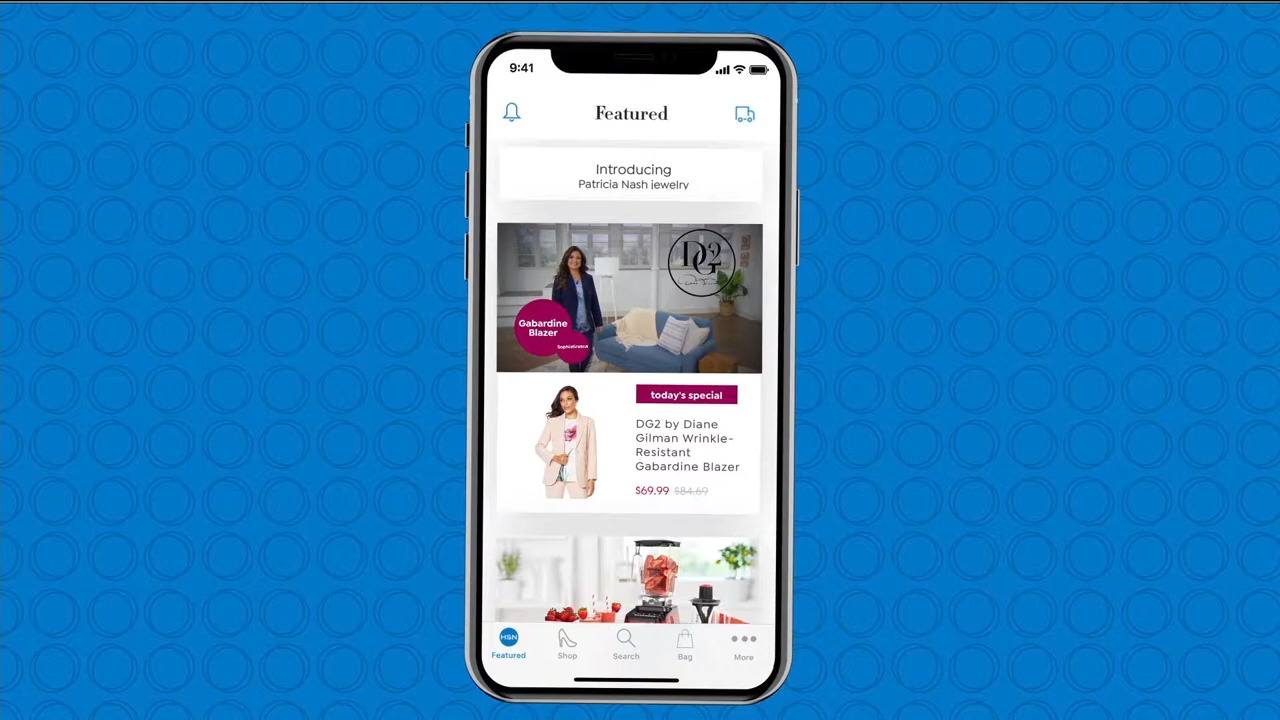 9:41
Featured
Introducing
Patricia Nash jewelry
DG2
Gabardine
Blazer
Sophisticated
today's special
DG2 by Diane
Gilman Wrinkle-
Resistant
Gabardine Blazer
$69.99 $84.69
HSN
Featured
Shop
Search
Bag
More